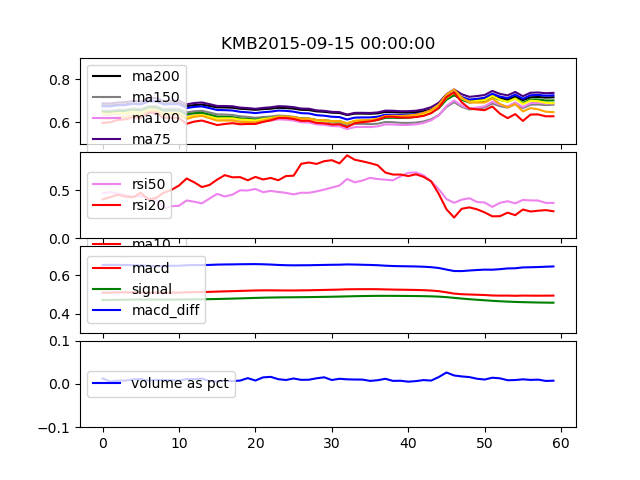 KMB2015-09-15 00:00:00
0.8
0.6
ma200
ma150
ma100
ma75
0.5
0.0
rsi50
rsi20
ma10
0.6
0.4
macd
signal
macd_diff
0.1
0.0
−0.1
volume as pct
0 10 20 30 40 50 60